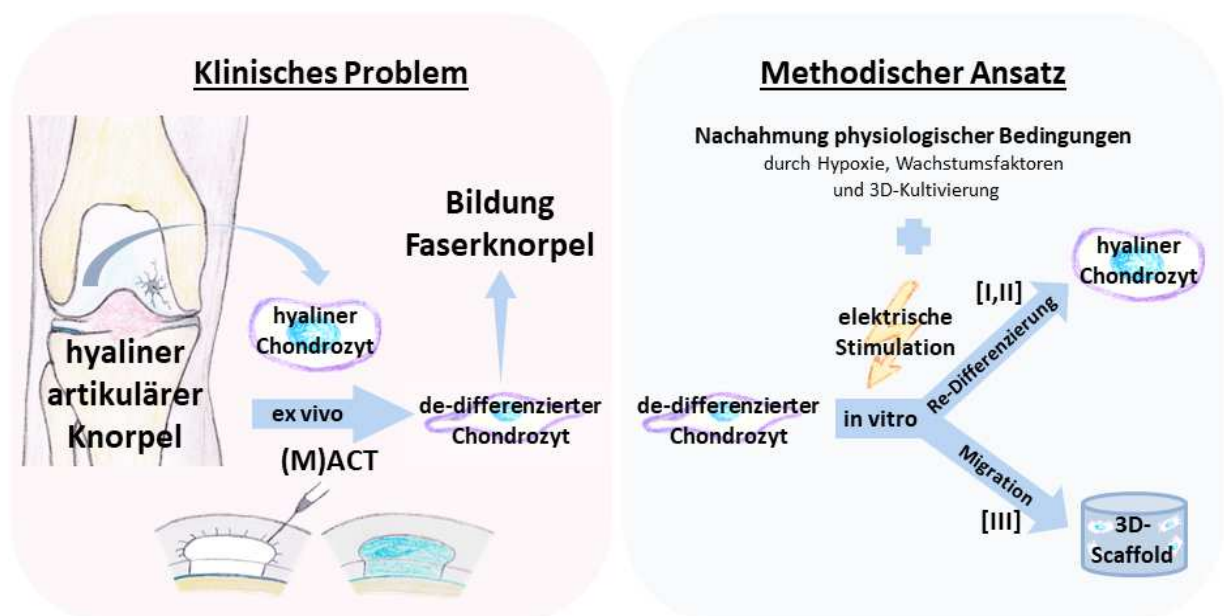 Klinisches Problem
hyaliner
artikulärer
Knorpel
hyaliner
Chondrozyt
ex vivo
(M)ACT
Bildung
Faserknorpel
de-differenzierter
Chondrozyt
Methodischer Ansatz
Nachahmung physiologischer Bedingungen
durch Hypoxie, Wachstumsfaktoren
und 3D-Kultivierung
elektrische
Stimulation
de-differenzierter
Chondrozyt
in vitro
[I,II]
Re-Differenzierung
hyaliner
Chondrozyt
Migration
[III]
3D-
Scaffold